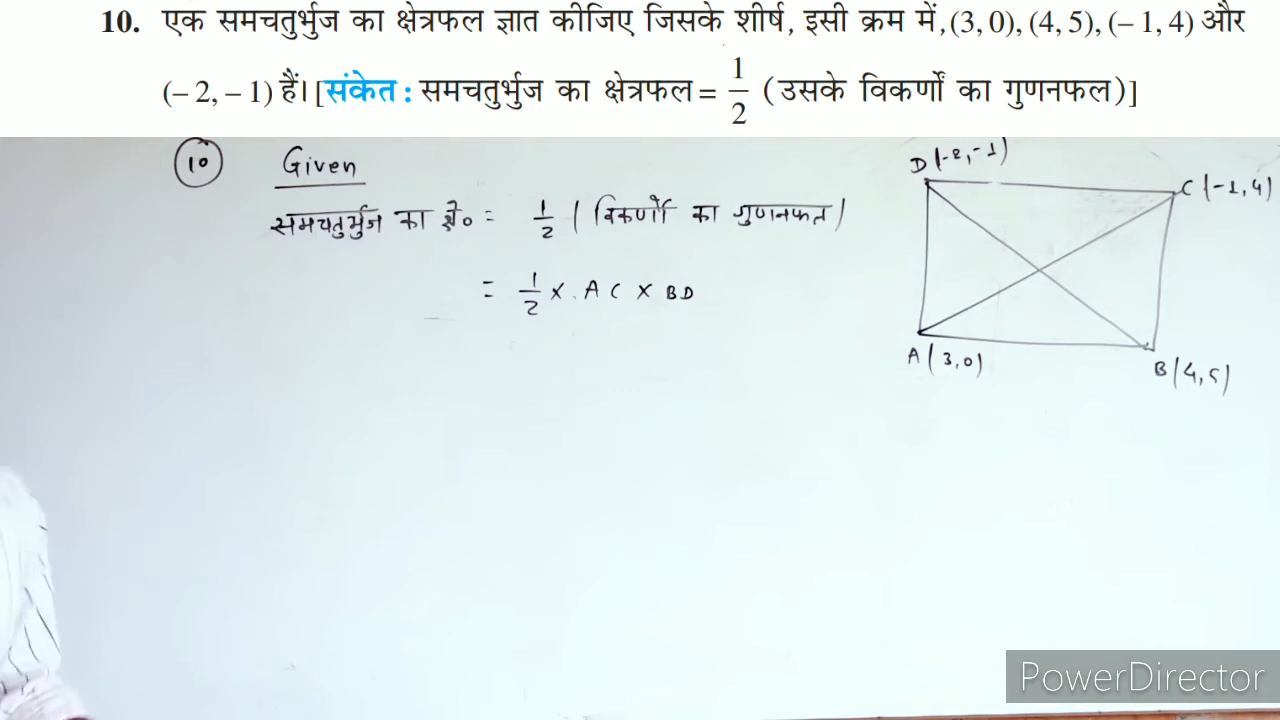 10. एक समचतुर्भुज का क्षेत्रफल ज्ञात कीजिए जिसके शीर्ष, इसी क्रम में, (3, 0), (4, 5), (– 1, 4) और
(– 2, – 1) हैं। [संकेत : समचतुर्भुज का क्षेत्रफल = 1/2 (उसके विकर्णों का गुणनफल)]
10 Given
समचतुर्भुज का क्षे० = 1/2 ( विकर्णों का गुणनफल )
= 1/2 × AC × BD
D (-2, -1)
C (-1, 4)
A (3, 0)
B (4, 5)
PowerDirector